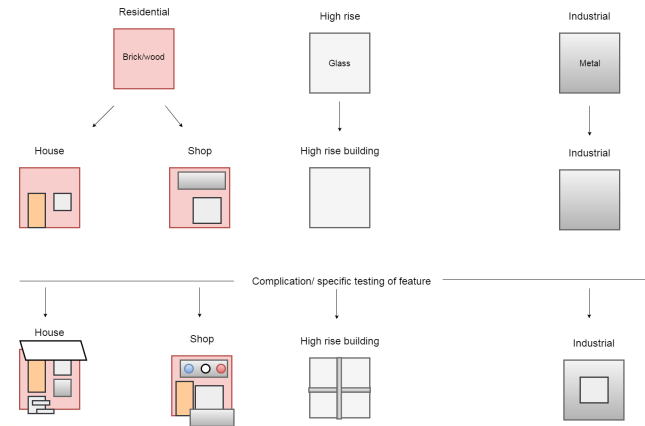 Residential
High rise
Industrial
Brick/wood
Glass
Metal
House
Shop
High rise building
Industrial
Complication/ specific testing of feature
House
Shop
High rise building
Industrial